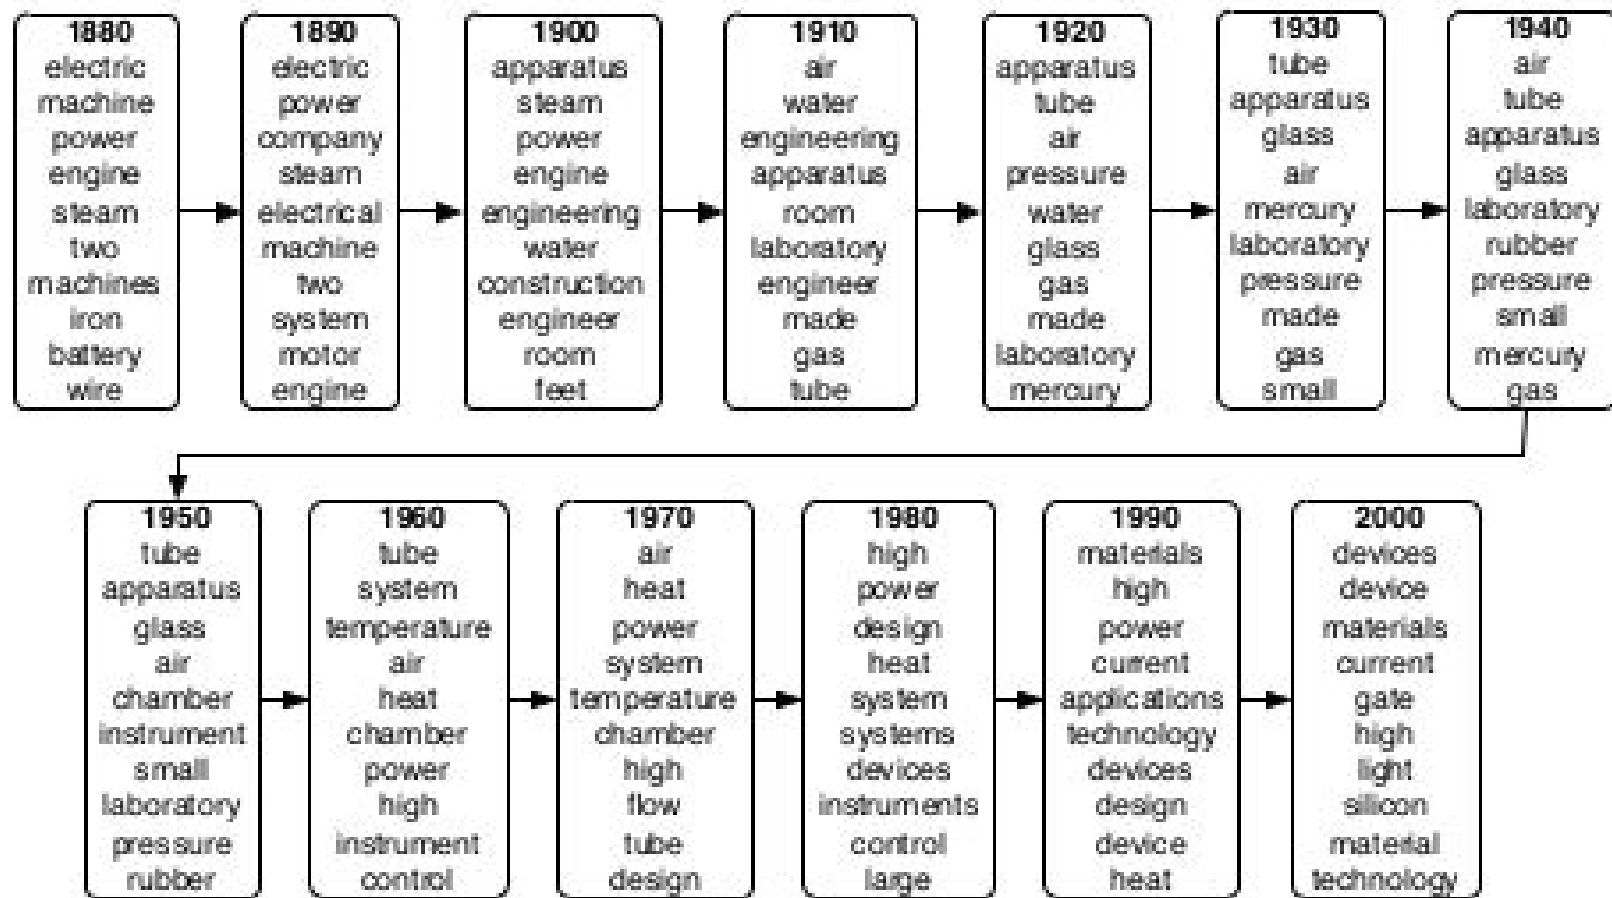 1880
electric
machine
power
engine
steam
two
machines
iron
battery
wire
1890
electric
power
company
steam
electrical
machine
two
system
motor
engine
1900
apparatus
steam
power
engine
engineering
water
construction
engineer
room
feet
1910
air
water
engineering
apparatus
room
laboratory
engineer
made
gas
tube
1920
apparatus
tube
air
pressure
water
glass
gas
made
laboratory
mercury
1930
tube
apparatus
glass
air
mercury
laboratory
pressure
made
gas
small
1940
air
tube
apparatus
glass
laboratory
rubber
pressure
small
mercury
gas
1950
tube
apparatus
glass
air
chamber
instrument
small
laboratory
pressure
rubber
1960
tube
system
temperature
air
heat
chamber
power
high
instrument
control
1970
air
heat
power
system
temperature
chamber
high
flow
tube
design
1980
high
power
design
heat
system
systems
devices
instruments
control
large
1990
materials
high
power
current
applications
technology
devices
design
device
heat
2000
devices
device
materials
current
gate
high
light
silicon
material
technology